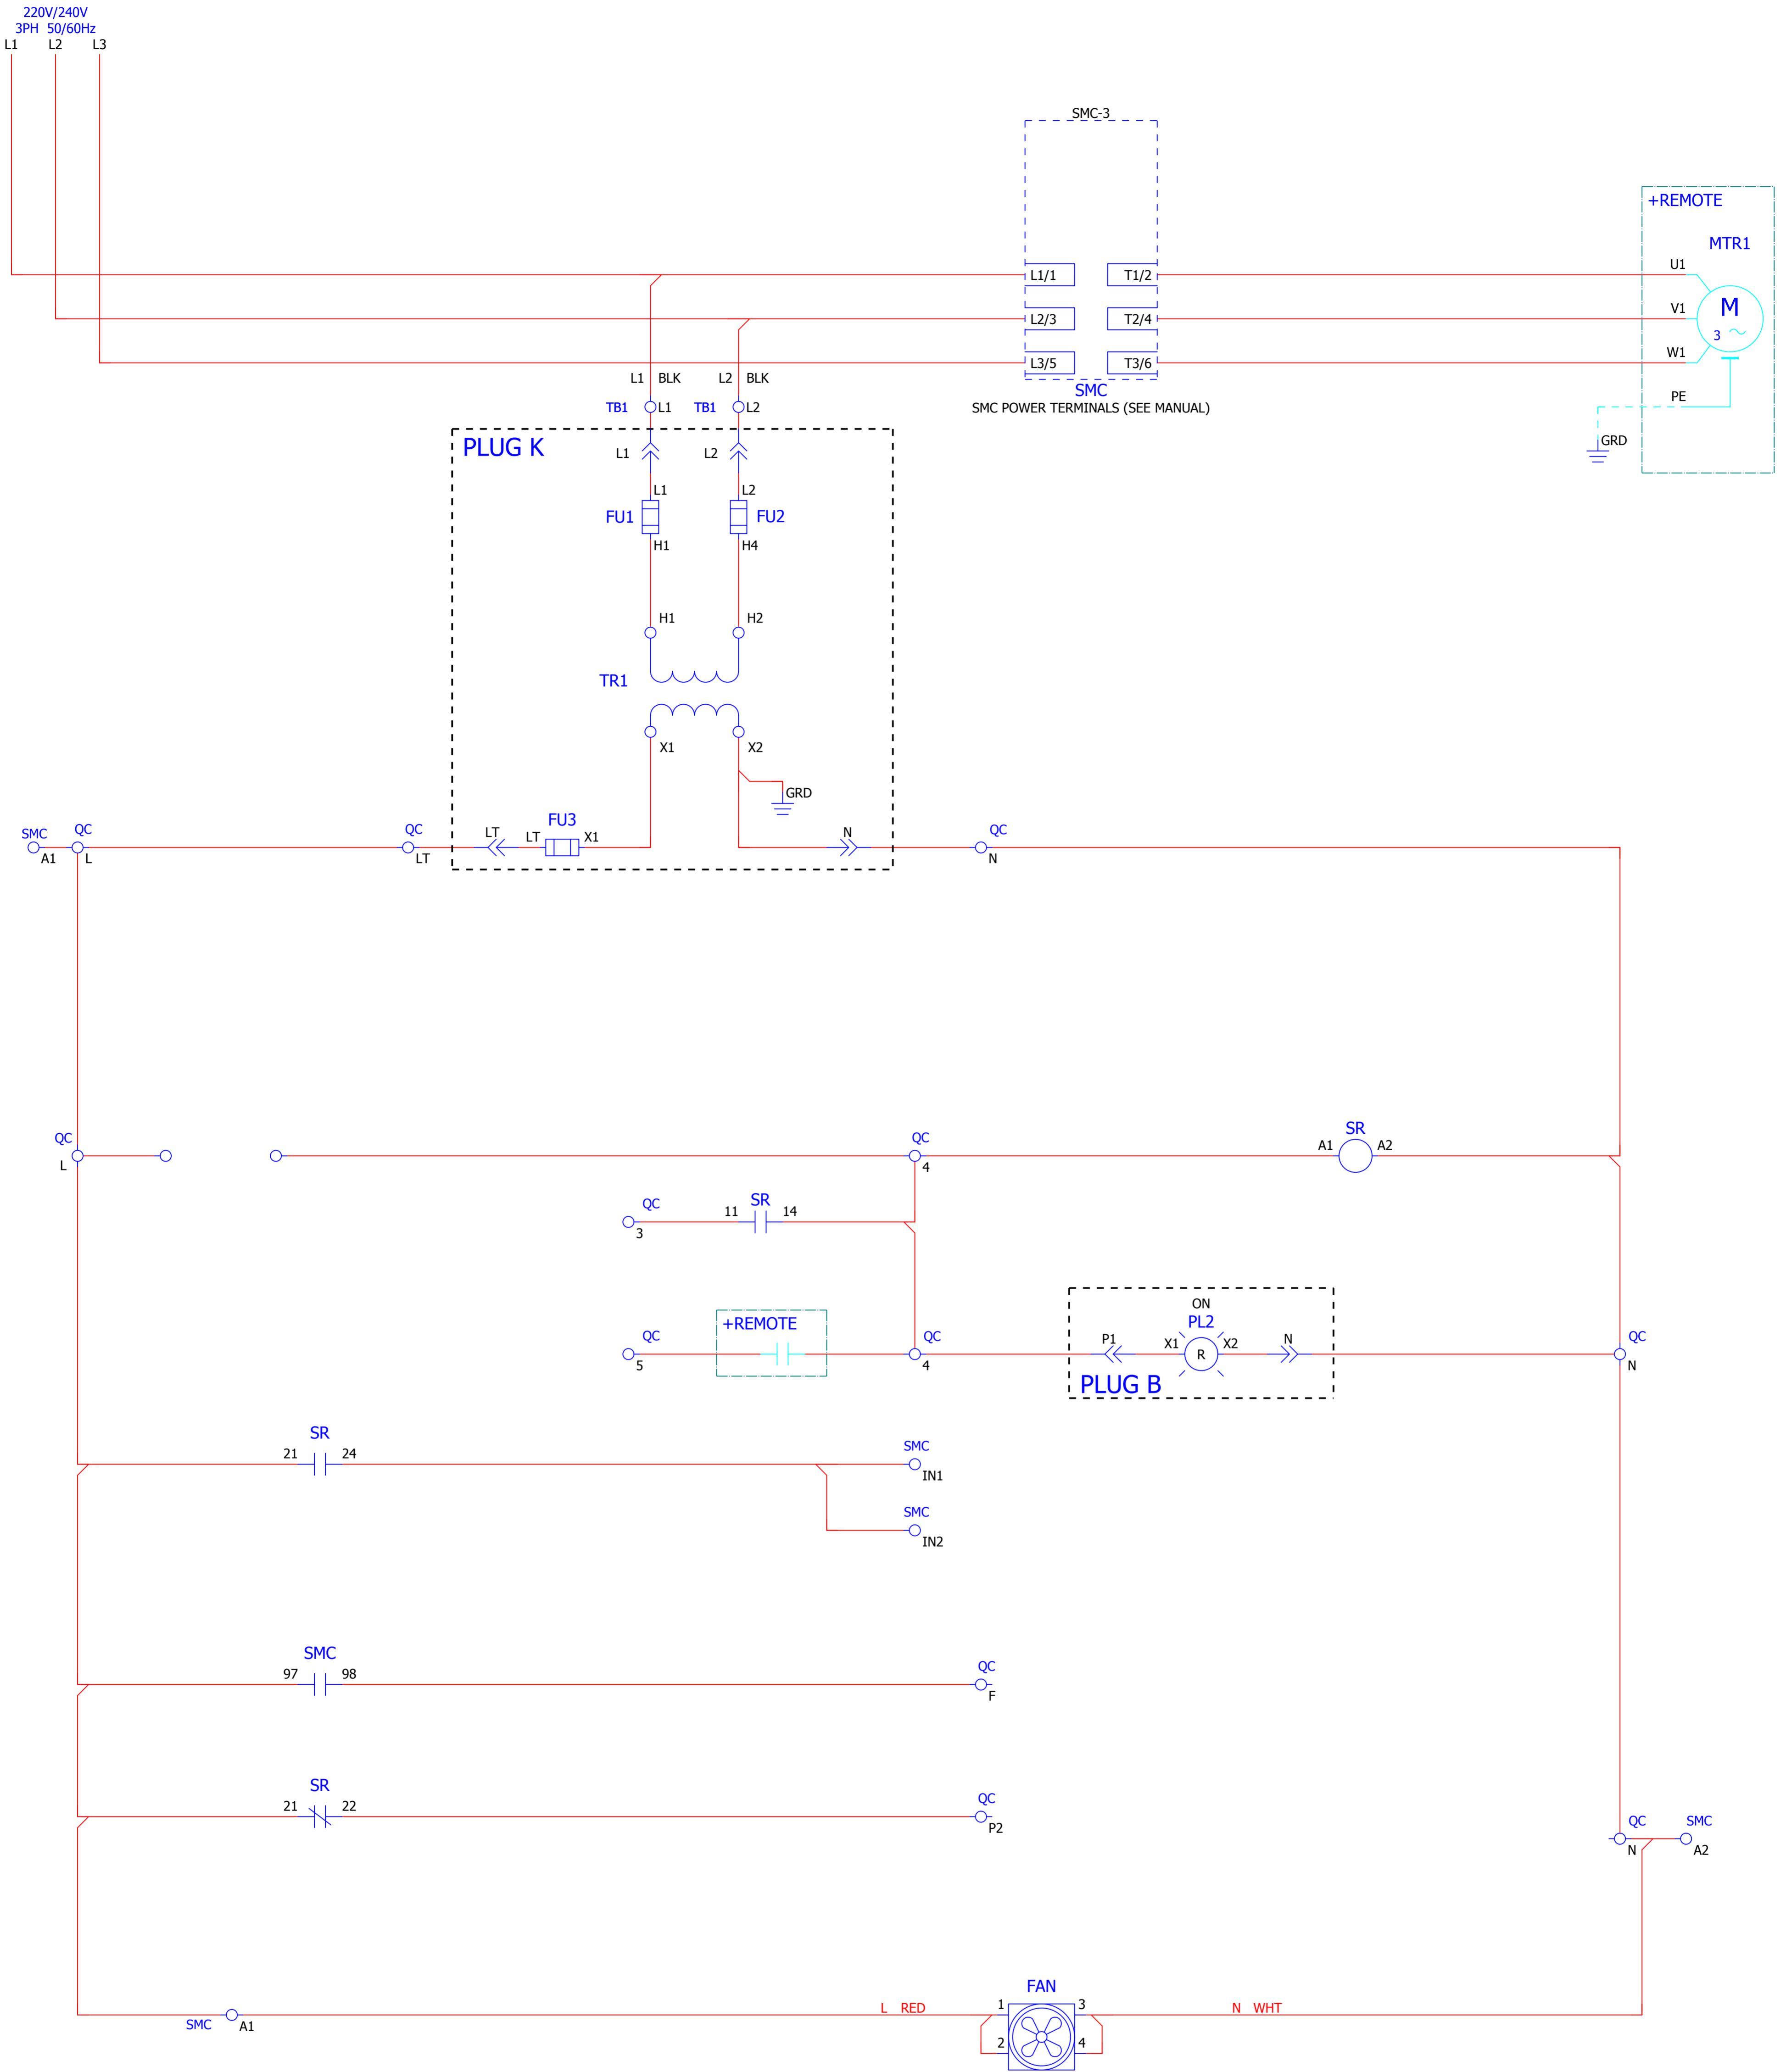 220V/240V
3PH 50/60Hz
L1 L2 L3
SMC-3
+REMOTE
MTR1
L1/1 T1/2 U1
L2/3 T2/4 V1
M
3
L3/5 T3/6 W1
L1 BLK L2 BLK
SMC
SMC POWER TERMINALS (SEE MANUAL)
PE
TB1 L1 TB1 L2
GRD
PLUG K
L1 L2
L1 L2
FU1 FU2
H1 H4
H1 H2
TR1
X1 X2
GRD
FU3
SMC QC QC LT LT X1 N QC
A1 L LT N
QC QC SR
L 4 A1 A2
QC SR
3 11 14
ON
+REMOTE PL2
QC QC P1 X1 R X2 N QC
5 4 N
PLUG B
SR
21 24 SMC
IN1
SMC
IN2
SMC
97 98 QC
F
SR
21 22 QC
P2
QC SMC
N A2
FAN
L RED 1 3 N WHT
SMC A1
2 4